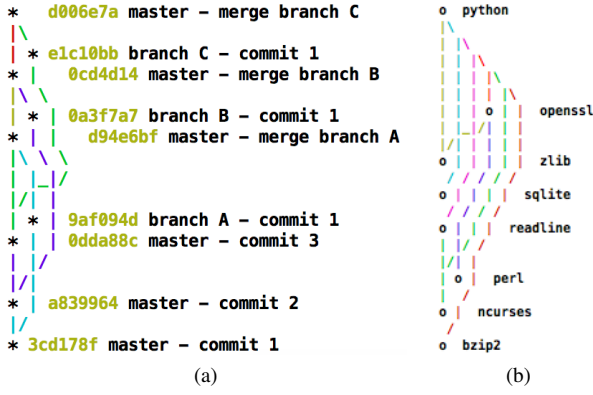 * d006e7a master – merge branch C
* e1c10bb branch C – commit 1
* 0cd4d14 master – merge branch B
* 0a3f7a7 branch B – commit 1
* d94e6bf master – merge branch A
* 9af094d branch A – commit 1
* 0dda88c master – commit 3
* a839964 master – commit 2
* 3cd178f master – commit 1
(a)
o python
o openssl
o zlib
o sqlite
o readline
o perl
o ncurses
o bzip2
(b)